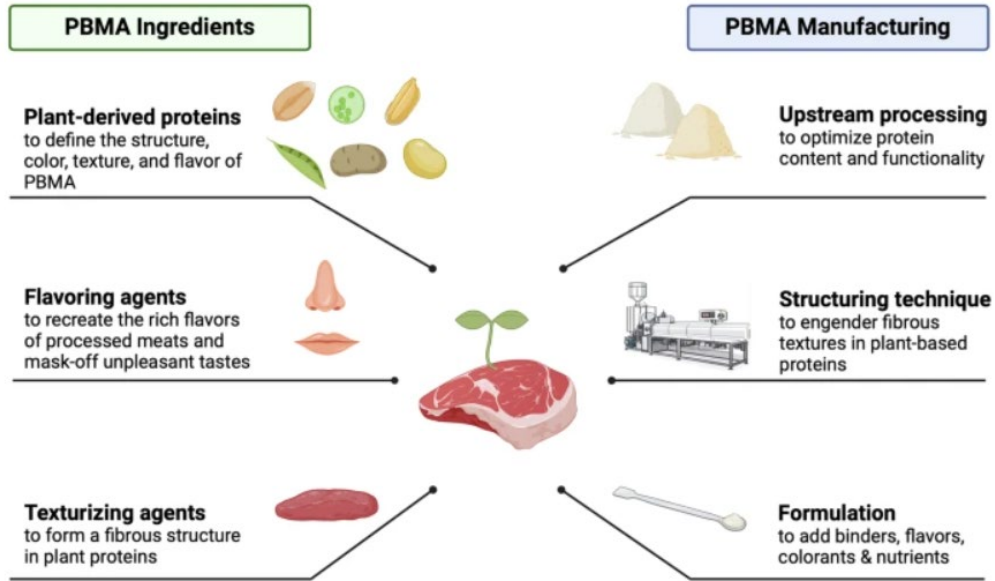 PBMA Ingredients
PBMA Manufacturing
Plant-derived proteins
to define the structure,
color, texture, and flavor of
PBMA
Upstream processing
to optimize protein
content and functionality
Flavoring agents
to recreate the rich flavors
of processed meats and
mask-off unpleasant tastes
Structuring technique
to engender fibrous
textures in plant-based
proteins
Texturizing agents
to form a fibrous structure
in plant proteins
Formulation
to add binders, flavors,
colorants & nutrients